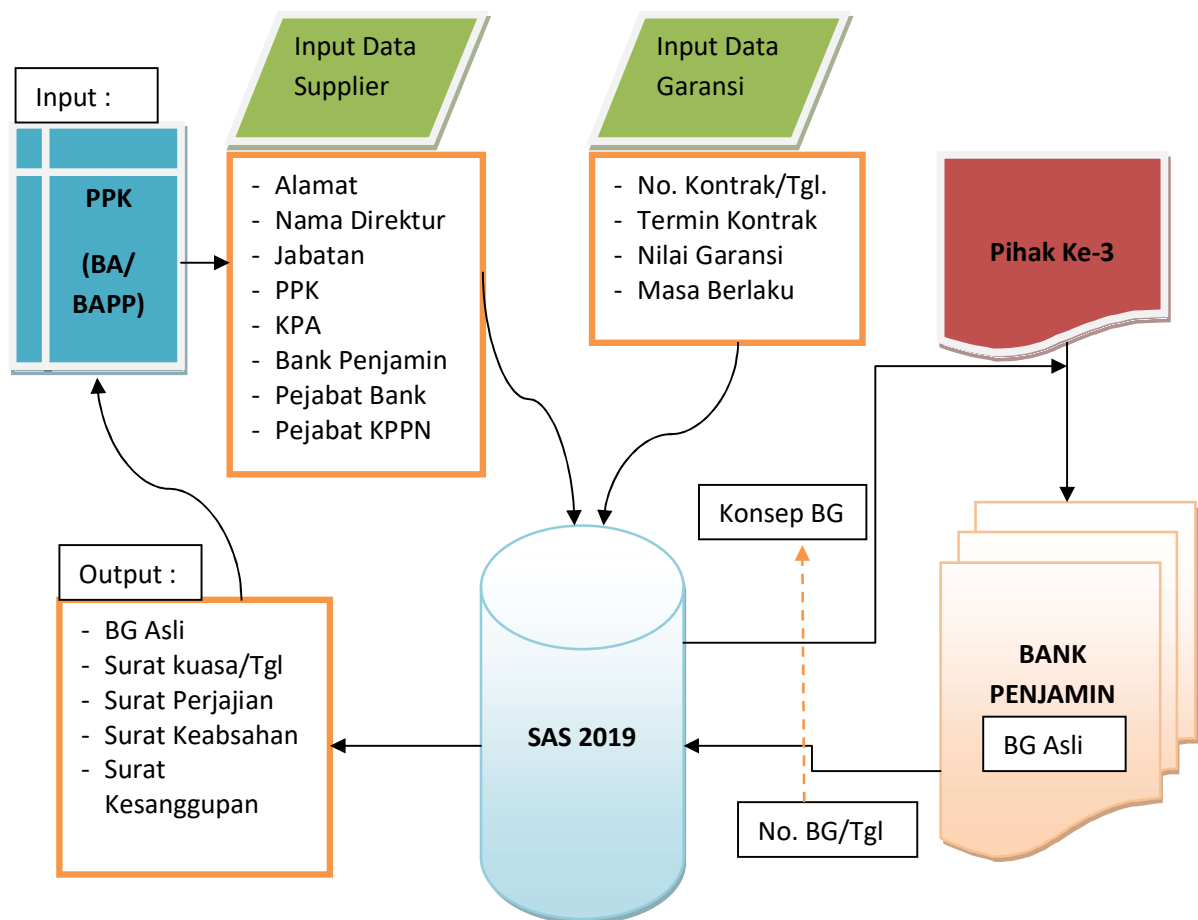 Input :
PPK
(BA/
BAPP)
Input Data
Supplier
- Alamat
- Nama Direktur
- Jabatan
- PPK
- KPA
- Bank Penjamin
- Pejabat Bank
- Pejabat KPPN
Input Data
Garansi
- No. Kontrak/Tgl.
- Termin Kontrak
- Nilai Garansi
- Masa Berlaku
Pihak Ke-3
Konsep BG
Output :
- BG Asli
- Surat kuasa/Tgl
- Surat Perjajian
- Surat Keabsahan
- Surat
Kesanggupan
SAS 2019
No. BG/Tgl
BANK
PENJAMIN
BG Asli